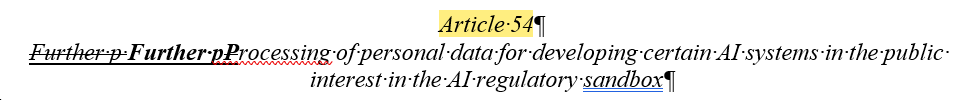 Article 54¶
Further p Further pProcessing of personal data for developing certain AI systems in the public
interest in the AI regulatory sandbox¶